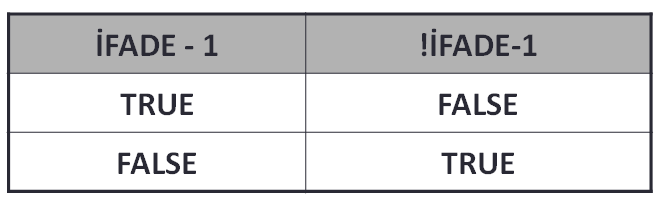 İFADE - 1 !İFADE-1
TRUE FALSE
FALSE TRUE